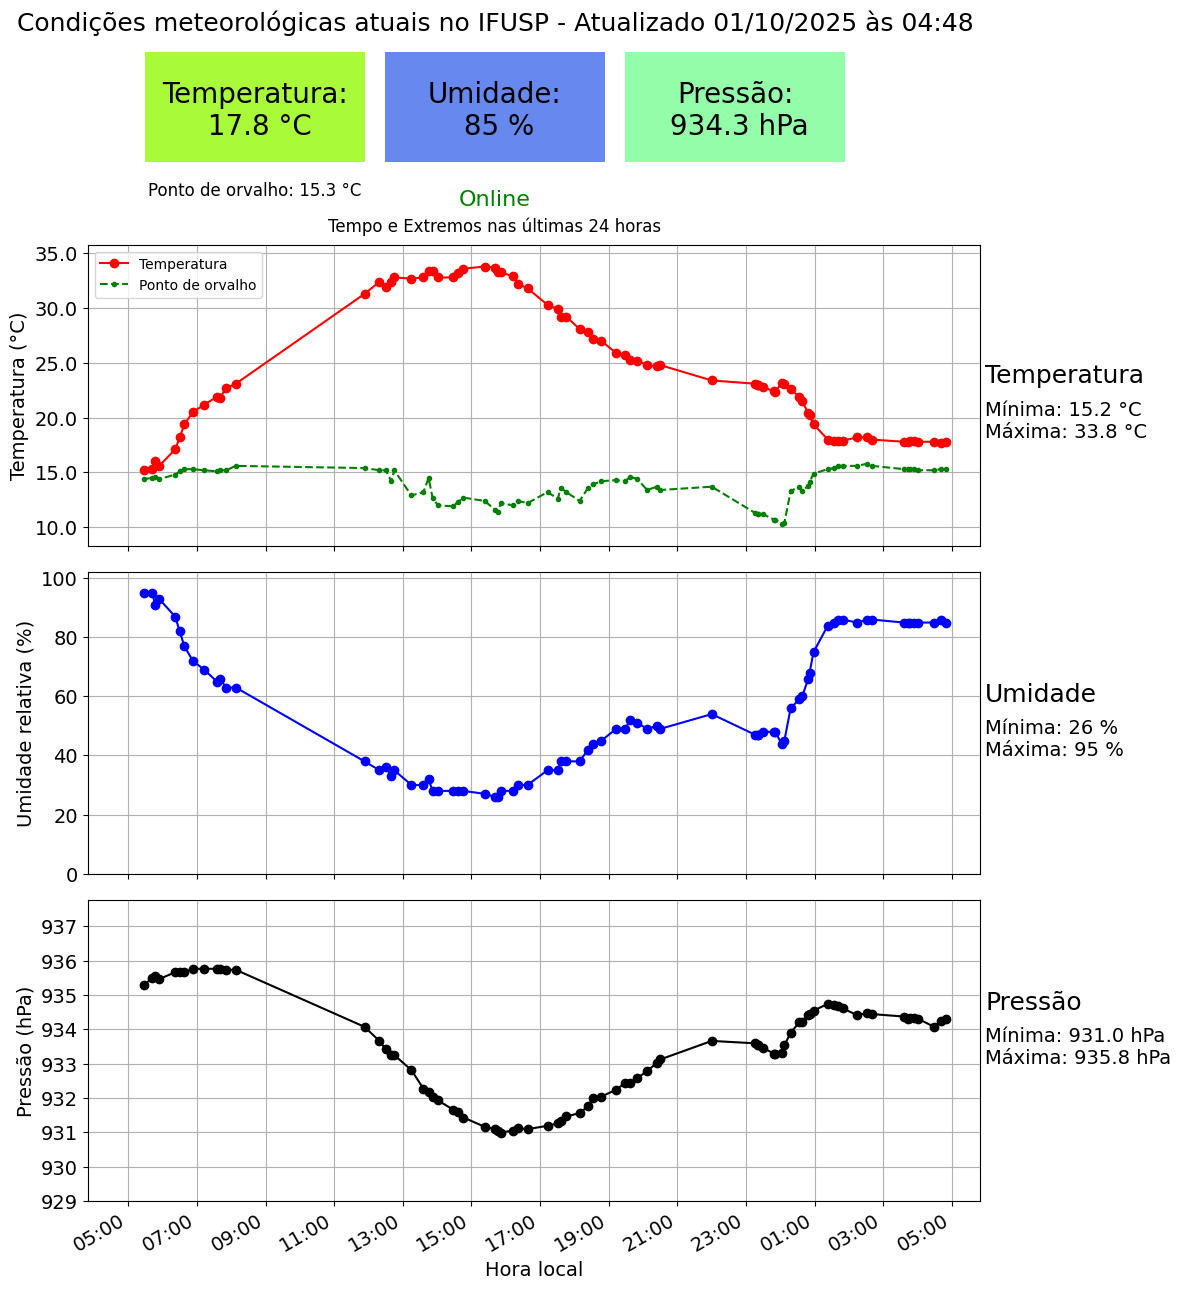 Condições meteorológicas atuais no IFUSP - Atualizado 01/10/2025 às 04:48
Temperatura:
17.8 °C
Umidade:
85 %
Pressão:
934.3 hPa
Ponto de orvalho: 15.3 °C
Online
Tempo e Extremos nas últimas 24 horas
Temperatura
Ponto de orvalho
Temperatura (°C)
35.0
30.0
25.0
20.0
15.0
10.0
Temperatura
Mínima: 15.2 °C
Máxima: 33.8 °C
Umidade relativa (%)
100
80
60
40
20
0
Umidade
Mínima: 26 %
Máxima: 95 %
Pressão (hPa)
937
936
935
934
933
932
931
930
929
Pressão
Mínima: 931.0 hPa
Máxima: 935.8 hPa
05:00 07:00 09:00 11:00 13:00 15:00 17:00 19:00 21:00 23:00 01:00 03:00 05:00
Hora local